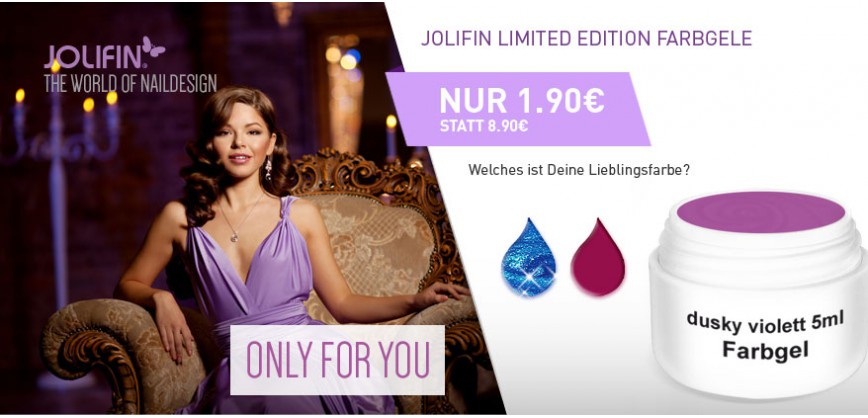 JOLIFIN®
THE WORLD OF NAILDESIGN
ONLY FOR YOU
JOLIFIN LIMITED EDITION FARBGELE
NUR 1.90€
STATT 8.90€
Welches ist Deine Lieblingsfarbe?
dusky violett 5ml
Farbgel